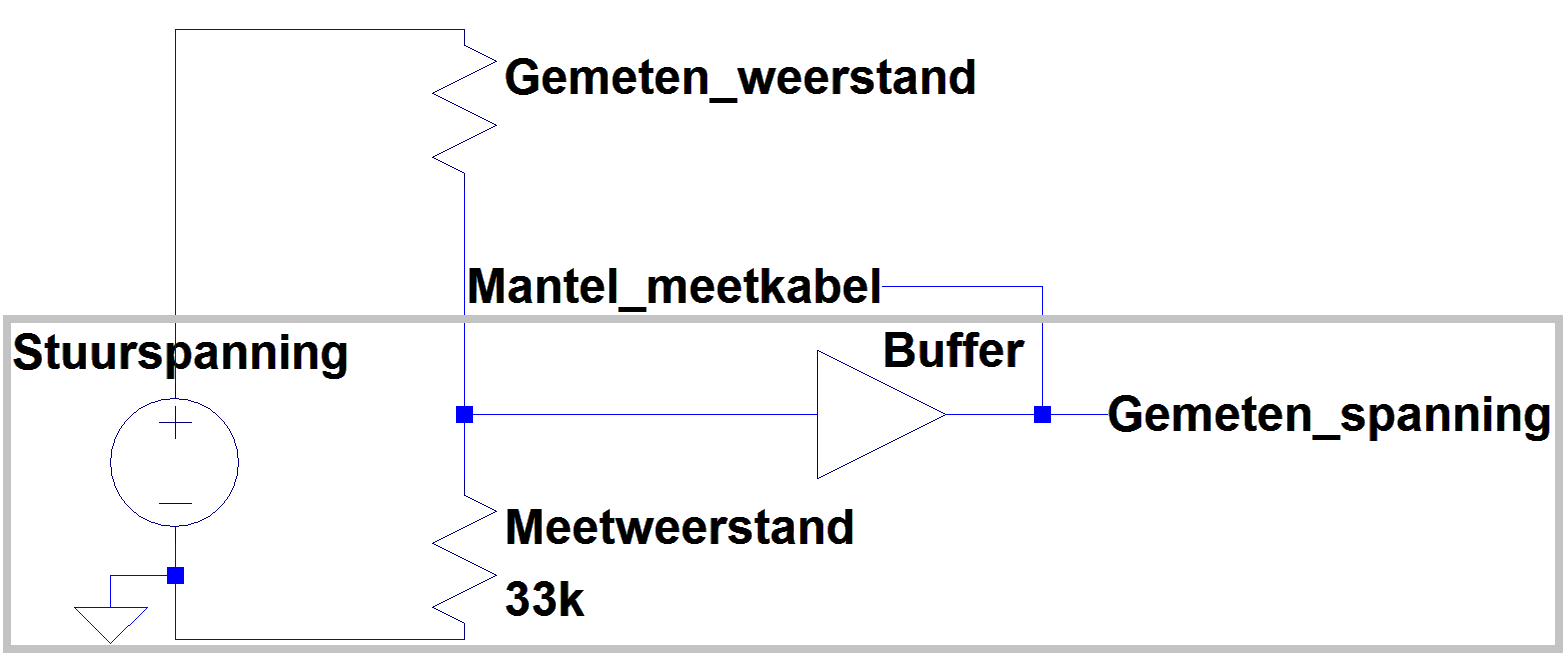 Gemeten_weerstand
Mantel_meetkabel
Stuurspanning
Buffer
Gemeten_spanning
Meetweerstand
33k